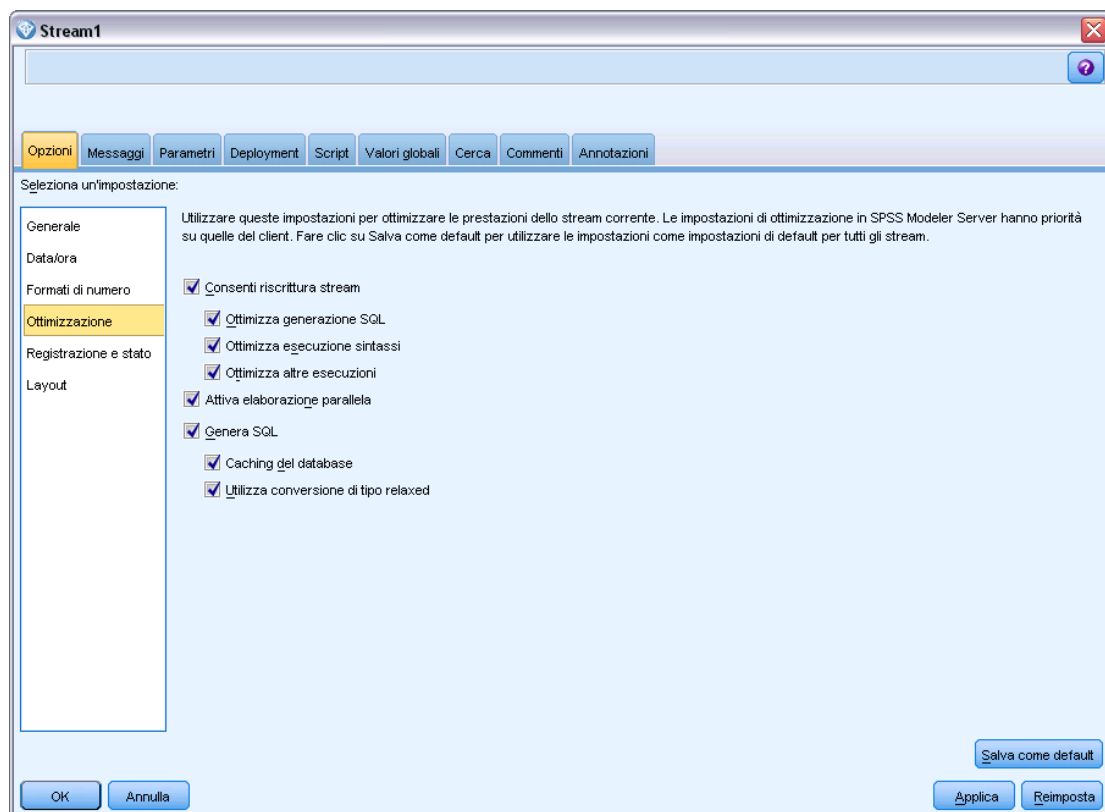 Stream1
?
Opzioni
Messaggi
Parametri
Deployment
Script
Valori globali
Cerca
Commenti
Annotazioni
Seleziona un'impostazione:
Generale
Data/ora
Formati di numero
Ottimizzazione
Registrazione e stato
Layout
Utilizzare queste impostazioni per ottimizzare le prestazioni dello stream corrente. Le impostazioni di ottimizzazione in SPSS Modeler Server hanno priorità
su quelle del client. Fare clic su Salva come default per utilizzare le impostazioni come impostazioni di default per tutti gli stream.
Consenti riscrittura stream
Ottimizza generazione SQL
Ottimizza esecuzione sintassi
Ottimizza altre esecuzioni
Attiva elaborazione parallela
Genera SQL
Caching del database
Utilizza conversione di tipo relaxed
Salva come default
OK
Annulla
Applica
Reimposta